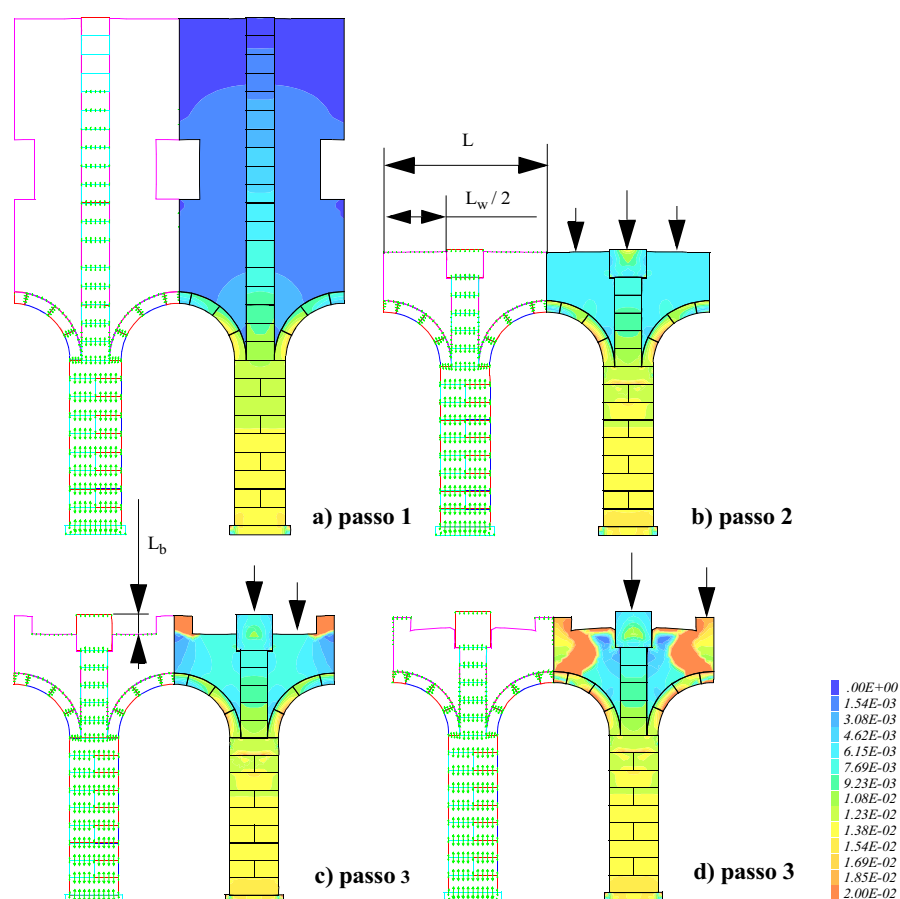 L
L_w / 2
a) passo 1
b) passo 2
L_b
c) passo 3
d) passo 3
.00E+00
1.54E-03
3.08E-03
4.62E-03
6.15E-03
7.69E-03
9.23E-03
1.08E-02
1.23E-02
1.38E-02
1.54E-02
1.69E-02
1.85E-02
2.00E-02